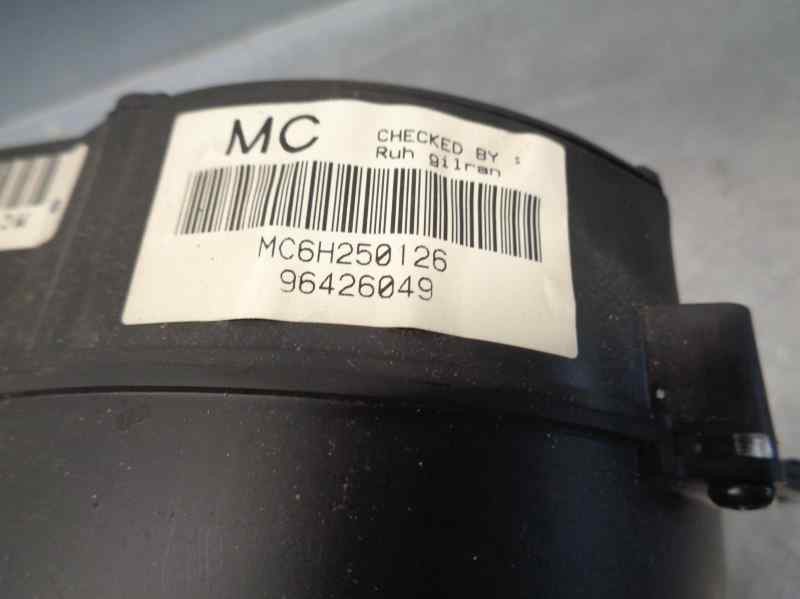 MC
CHECKED BY :
Ruh gilran
MC6H250126
96426049